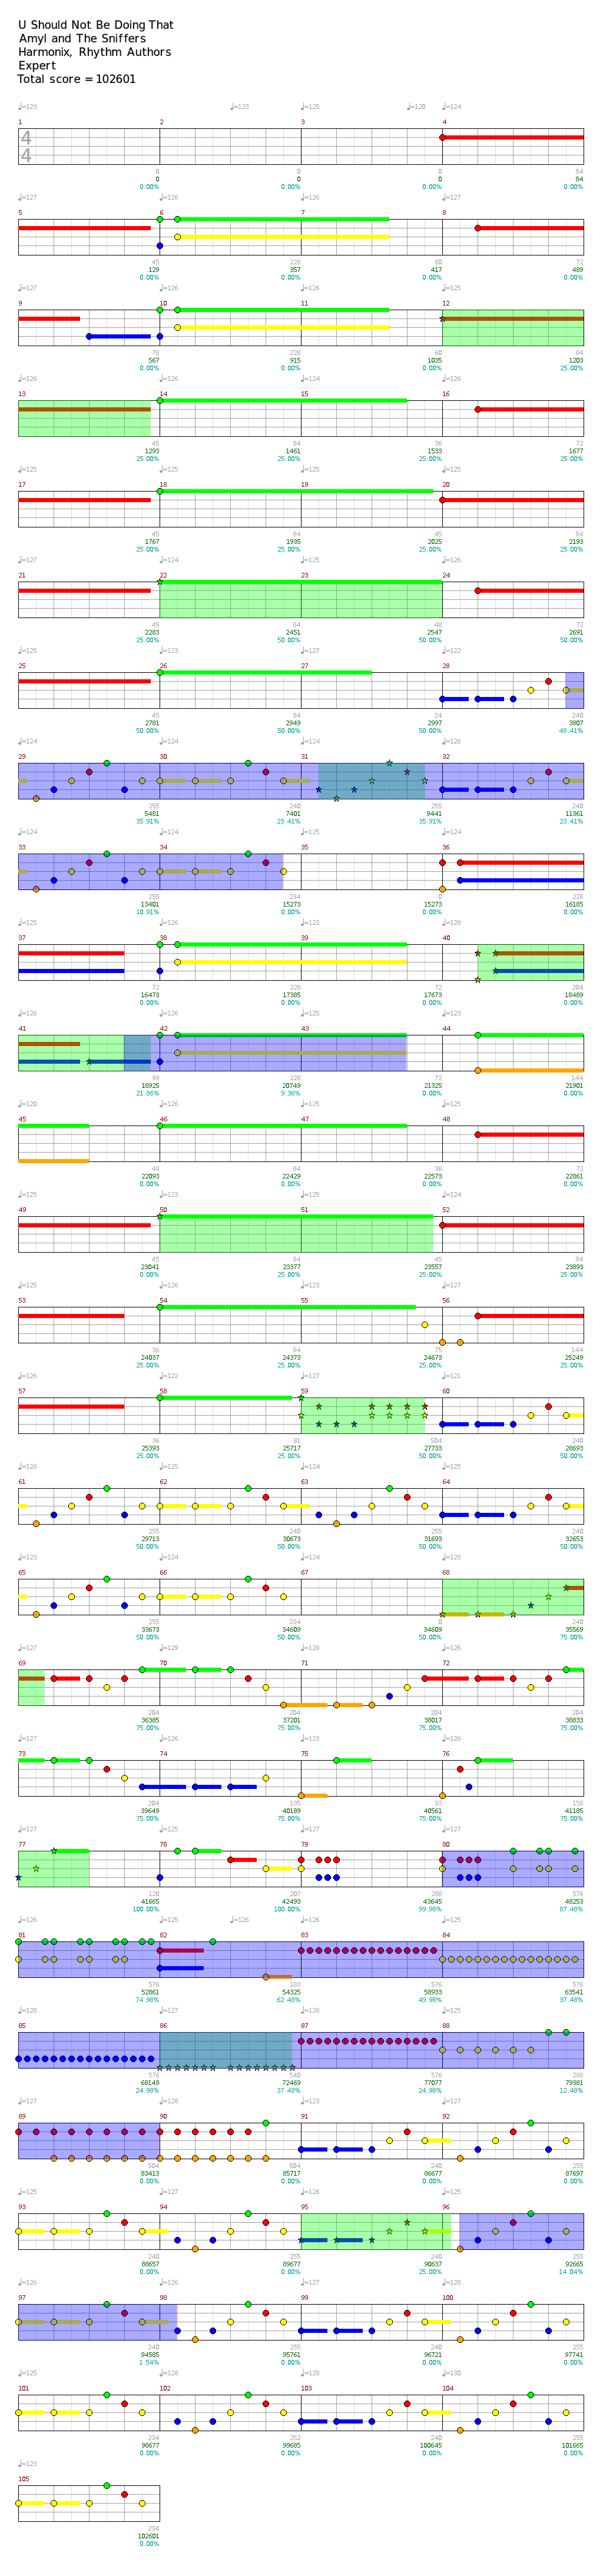 U Should Not Be Doing That
Amyl and The Sniffers
Harmonix, Rhythm Authors
Expert
Total score = 102601
♩=123 ♩=123 ♩=125 ♩=120 ♩=124
1 2 3 4
4
4
0 0 0 84
0 0 0 84
0.00% 0.00% 0.00% 0.00%
♩=127 ♩=126 ♩=126 ♩=127
5 6 7 8
45 228 60 72
129 357 417 489
0.00% 0.00% 0.00% 0.00%
♩=127 ♩=126 ♩=126 ♩=125
9 10 11 12
78 228 60 84
567 915 1035 1203
0.00% 0.00% 0.00% 25.00%
♩=126 ♩=126 ♩=124 ♩=126
13 14 15 16
45 84 36 72
1293 1461 1533 1677
25.00% 25.00% 25.00% 25.00%
♩=125 ♩=125 ♩=125 ♩=125
17 18 19 20
45 84 45 84
1767 1935 2025 2193
25.00% 25.00% 25.00% 25.00%
♩=127 ♩=124 ♩=125 ♩=126
21 22 23 24
45 84 48 72
2283 2451 2547 2691
25.00% 50.00% 50.00% 50.00%
♩=125 ♩=123 ♩=127 ♩=122
25 26 27 28
45 84 24 240
2781 2949 2997 3807
50.00% 50.00% 50.00% 48.41%
♩=124 ♩=124 ♩=124 ♩=124
29 30 31 32
255 240 255 240
5481 7401 9441 11361
35.91% 23.41% 35.91% 23.41%
♩=124 ♩=124 ♩=124 ♩=124
33 34 35 36
255 234 0 228
13401 15273 15273 16185
10.91% 0.00% 0.00% 0.00%
♩=125 ♩=124 ♩=122 ♩=128
37 38 39 40
72 228 72 204
16473 17385 17673 18489
0.00% 0.00% 0.00% 0.00%
♩=126 ♩=126 ♩=125 ♩=123
41 42 43 44
99 228 72 144
18925 20749 21325 21901
21.86% 9.36% 0.00% 0.00%
♩=120 ♩=126 ♩=127 ♩=125
45 46 47 48
48 84 36 72
22093 22429 22573 22861
0.00% 0.00% 0.00% 0.00%
♩=125 ♩=123 ♩=125 ♩=124
49 50 51 52
45 84 45 84
23041 23377 23557 23893
0.00% 25.00% 25.00% 25.00%
♩=125 ♩=126 ♩=123 ♩=127
53 54 55 56
36 84 75 144
24037 24373 24673 25249
25.00% 25.00% 25.00% 25.00%
♩=126 ♩=122 ♩=127 ♩=121
57 58 59 60
36 81 504 240
25393 25717 27733 28693
25.00% 25.00% 50.00% 50.00%
♩=126 ♩=125 ♩=125 ♩=125
61 62 63 64
255 240 255 240
29713 30673 31693 32653
50.00% 50.00% 50.00% 50.00%
♩=123 ♩=124 ♩=125 ♩=128
65 66 67 68
255 234 0 240
33673 34609 34609 35569
50.00% 50.00% 50.00% 75.00%
♩=127 ♩=129 ♩=128 ♩=126
69 70 71 72
204 204 204 204
36385 37201 38017 38833
75.00% 75.00% 75.00% 75.00%
♩=127 ♩=126 ♩=123 ♩=126
73 74 75 76
204 135 93 156
39649 40189 40561 41185
75.00% 75.00% 75.00% 75.00%
♩=127 ♩=127 ♩=127 ♩=127
77 78 79 80
120 207 288 576
41665 42493 43645 48253
100.00% 100.00% 99.98% 87.48%
♩=126 ♩=125 ♩=126 ♩=126 ♩=126
81 82 83 84
576 183 576 576
52861 54325 58933 63541
74.98% 62.48% 49.98% 37.48%
♩=128 ♩=127 ♩=126 ♩=126
85 86 87 88
576 540 576 288
68149 72469 77077 79381
24.98% 37.48% 24.98% 12.48%
♩=127 ♩=128 ♩=123 ♩=127
89 90 91 92
504 504 240 255
83413 85717 86677 87697
0.00% 0.00% 0.00% 0.00%
♩=125 ♩=127 ♩=126 ♩=125
93 94 95 96
240 255 240 255
88657 89677 90637 92665
0.00% 0.00% 25.00% 14.04%
♩=126 ♩=126 ♩=127 ♩=126
97 98 99 100
240 255 240 255
94585 95761 96721 97741
1.54% 0.00% 0.00% 0.00%
♩=125 ♩=128 ♩=128 ♩=130
101 102 103 104
234 252 240 255
98677 99685 100645 101665
0.00% 0.00% 0.00% 0.00%
♩=123
105
234
102601
0.00%